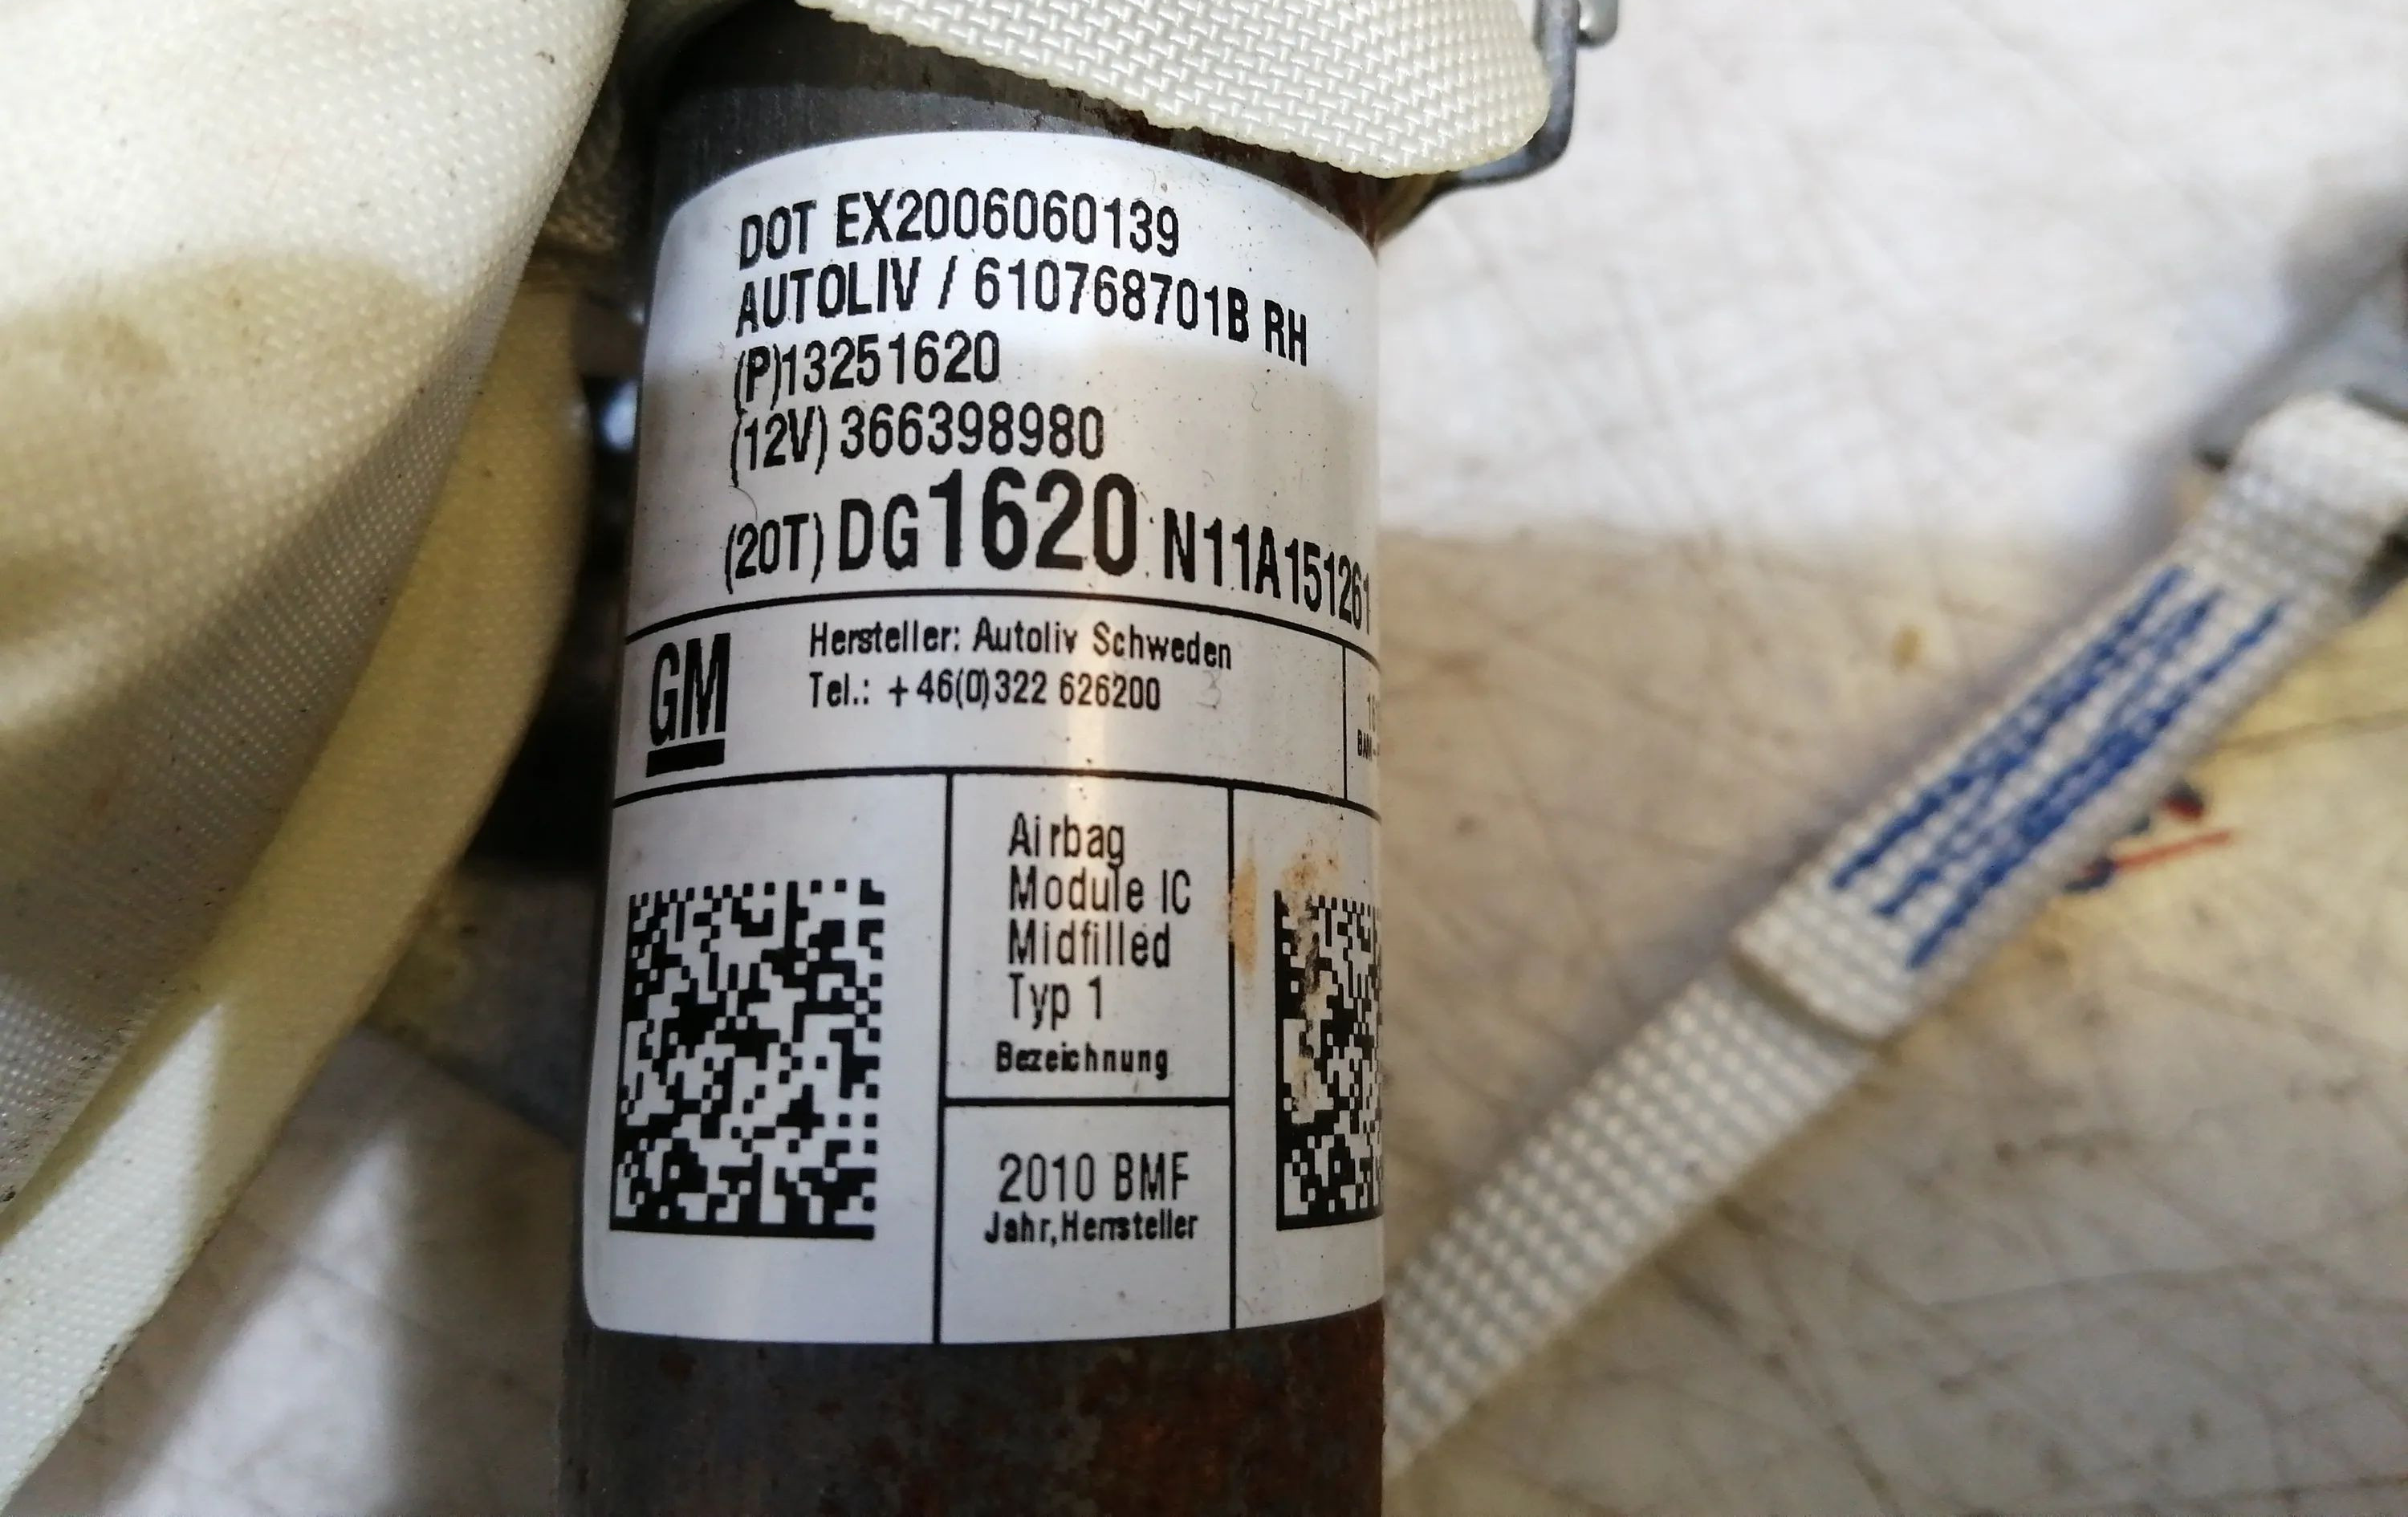 DOT EX2006060139
AUTOLIV / 610768701B RH
(P)13251620
(12V) 366398980
(20T) DG1620 N11A151261
GM
Hersteller: Autoliv Schweden
Tel.: +46(0)322 626200
Airbag
Module IC
Midfilled
Typ 1
Bezeichnung
2010 BMF
Jahr,Hersteller